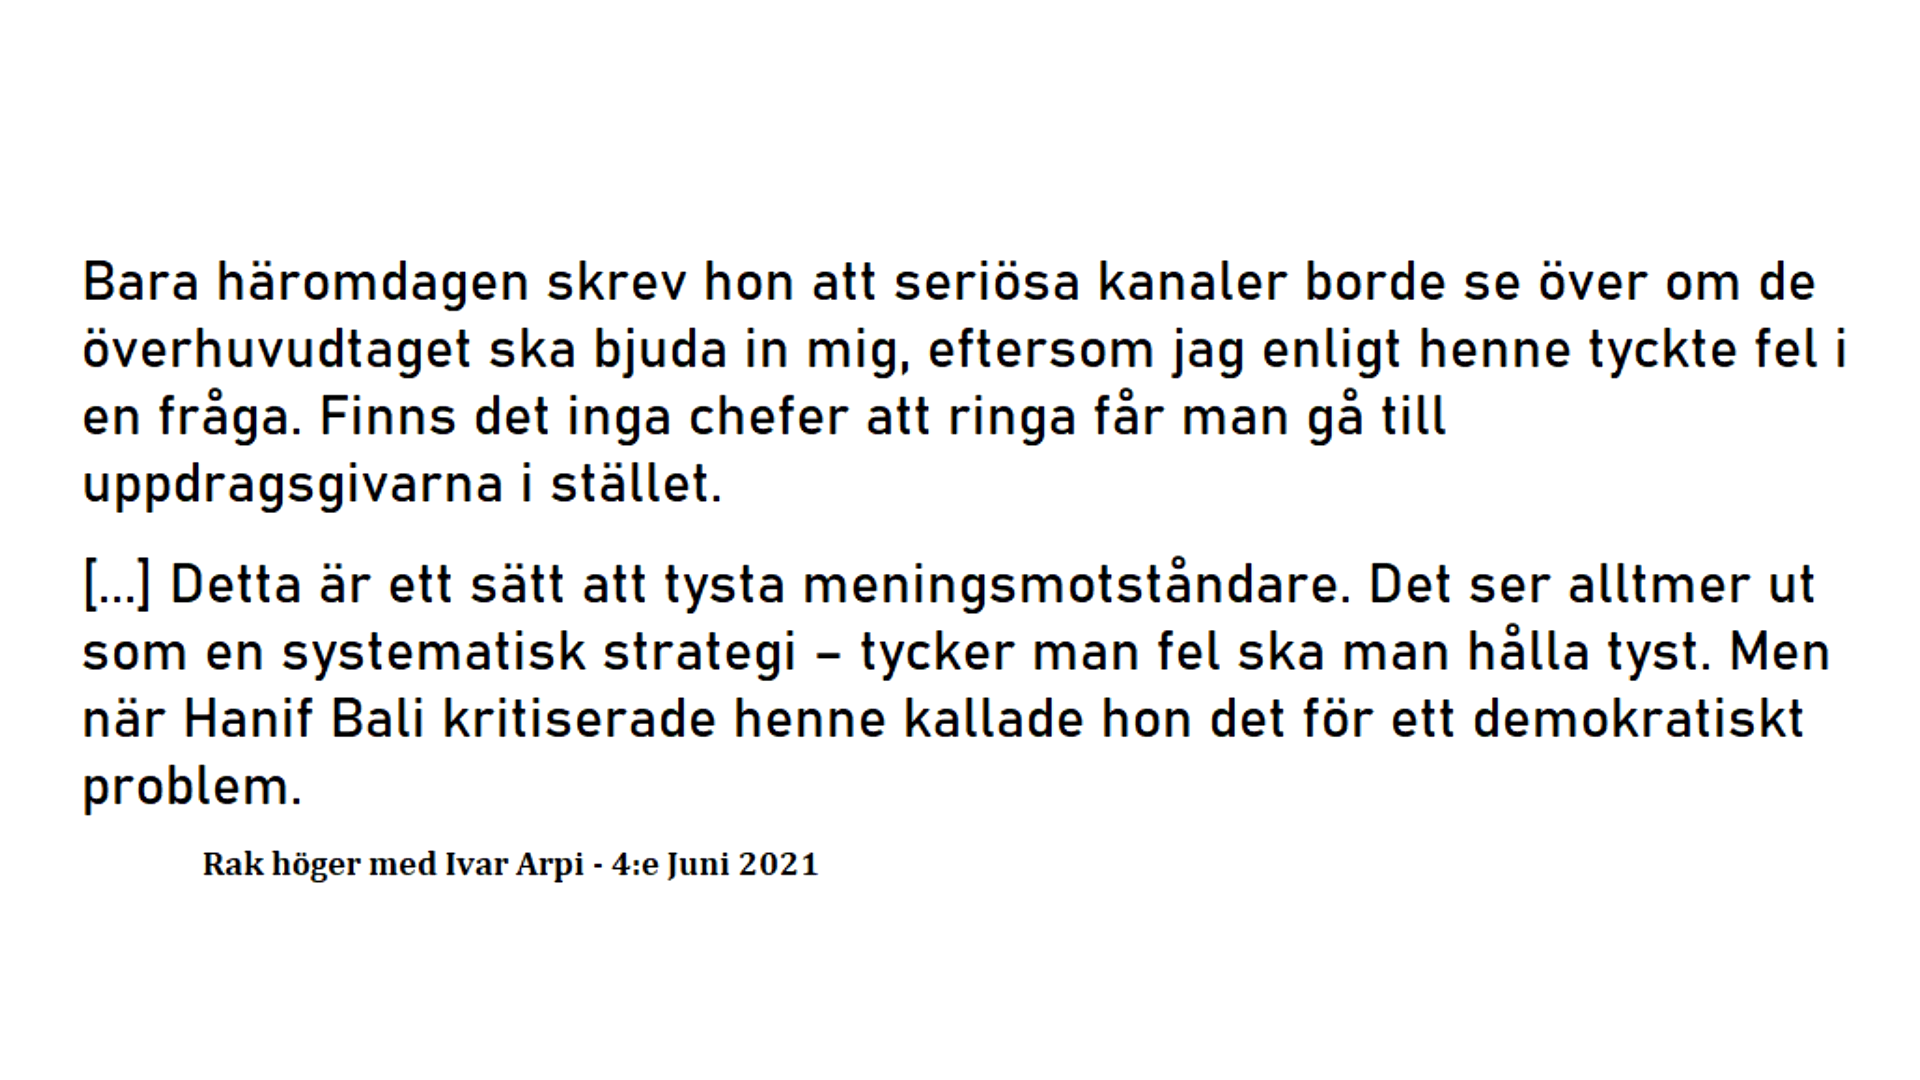 Bara häromdagen skrev hon att seriösa kanaler borde se över om de
överhuvudtaget ska bjuda in mig, eftersom jag enligt henne tyckte fel i
en fråga. Finns det inga chefer att ringa får man gå till
uppdragsgivarna i stället.
[...] Detta är ett sätt att tysta meningsmotståndare. Det ser alltmer ut
som en systematisk strategi – tycker man fel ska man hålla tyst. Men
när Hanif Bali kritiserade henne kallade hon det för ett demokratiskt
problem.
Rak höger med Ivar Arpi - 4:e Juni 2021